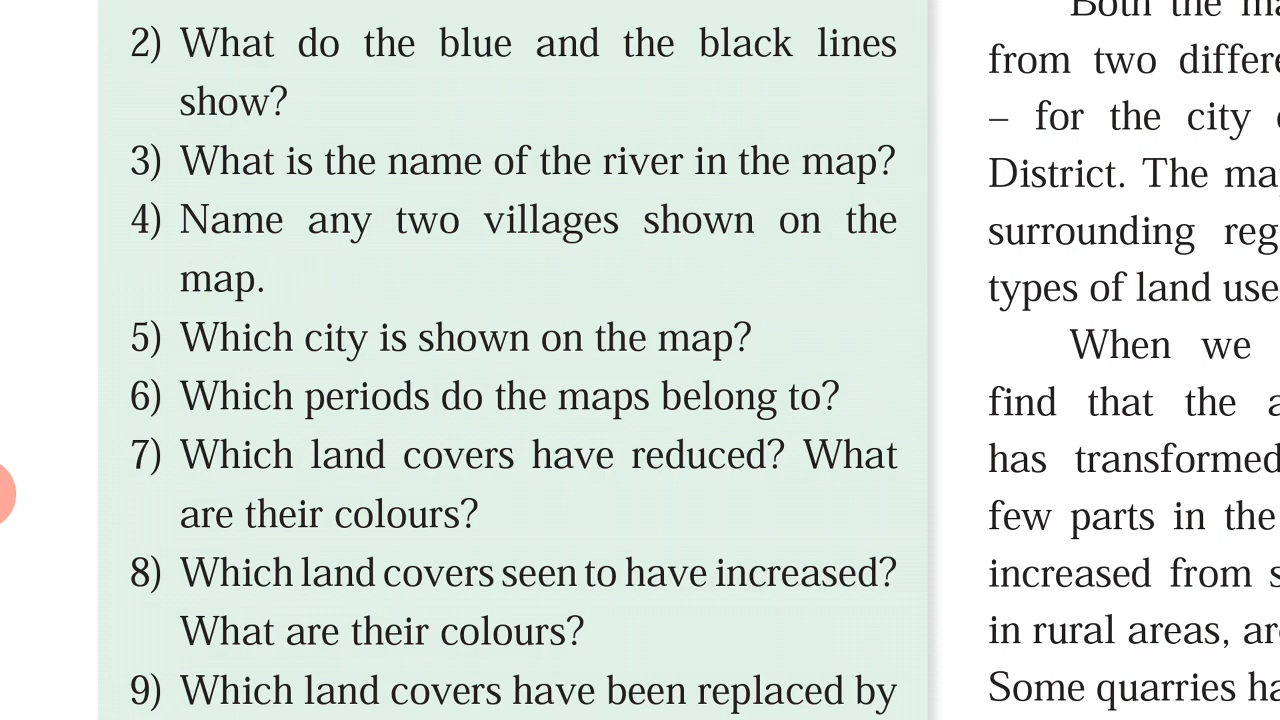 2) What do the blue and the black lines
show?
3) What is the name of the river in the map?
4) Name any two villages shown on the
map.
5) Which city is shown on the map?
6) Which periods do the maps belong to?
7) Which land covers have reduced? What
are their colours?
8) Which land covers seen to have increased?
What are their colours?
9) Which land covers have been replaced by
Both the
from two
– for the city
District. The
surrounding
types of land use
When we
find that the
has transformed
few parts in the
increased from
in rural areas,
Some quarries